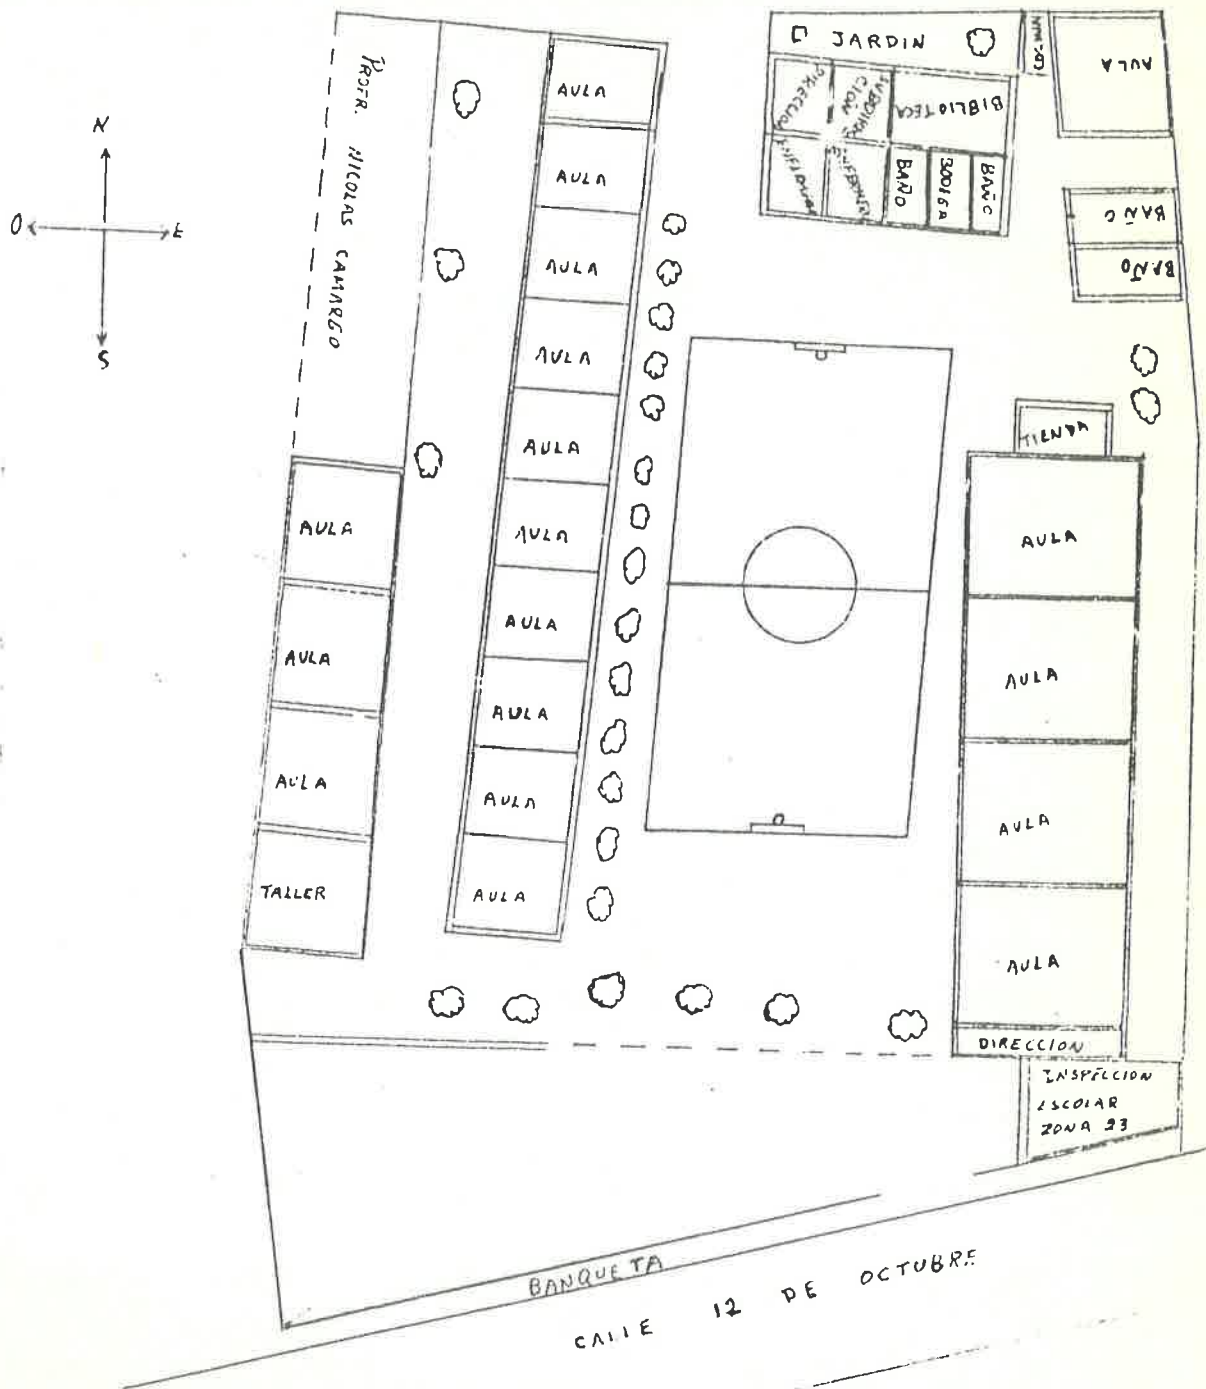 N
O
E
S
PROFR. NICOLAS CAMARGO
JARDIN
AULA
DIRECCION
BIBLIOTECA
BAÑO
BAÑO
BAÑO
BAÑO
TIENDA
AULA
AULA
AULA
AULA
AULA
AULA
AULA
AULA
AULA
AULA
AULA
AULA
AULA
TALLER
AULA
AULA
AULA
AULA
DIRECCION
INSPECCION
ESCOLAR
ZONA 23
BANQUETA
CALLE 12 DE OCTUBRE